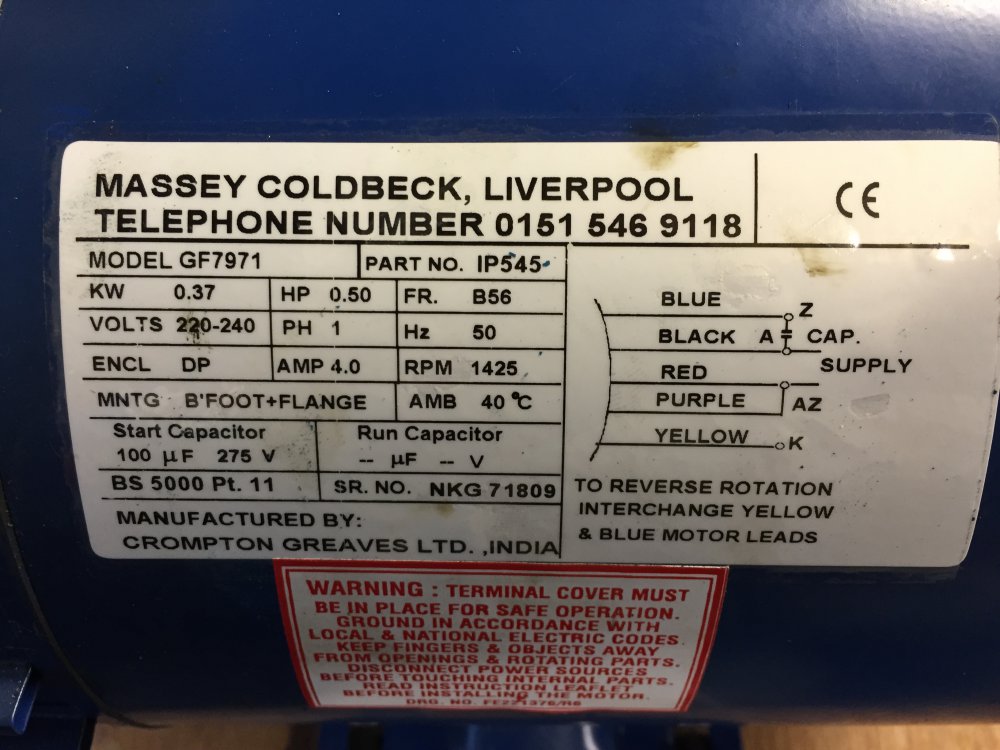 MASSEY COLDBECK, LIVERPOOL
TELEPHONE NUMBER 0151 546 9118
CE
MODEL GF7971 PART NO. IP545
KW 0.37 HP 0.50 FR. B56
VOLTS 220-240 PH 1 Hz 50
ENCL DP AMP 4.0 RPM 1425
MNTG B'FOOT+FLANGE AMB 40 °C
Start Capacitor Run Capacitor
100 µF 275 V -- µF -- V
BS 5000 Pt. 11 SR. NO. NKG 71809
MANUFACTURED BY:
CROMPTON GREAVES LTD. ,INDIA
BLUE Z
BLACK A CAP.
SUPPLY
RED
PURPLE AZ
YELLOW K
TO REVERSE ROTATION
INTERCHANGE YELLOW
& BLUE MOTOR LEADS
WARNING : TERMINAL COVER MUST
BE IN PLACE FOR SAFE OPERATION.
GROUND IN ACCORDANCE WITH
LOCAL & NATIONAL ELECTRIC CODES.
KEEP FINGERS & OBJECTS AWAY
FROM OPENINGS & ROTATING PARTS.
DISCONNECT POWER SOURCES
BEFORE TOUCHING INTERNAL PARTS.
READ INSTRUCTION LEAFLET
BEFORE INSTALLING THE MOTOR.
DRG. NO. FE221376/R6